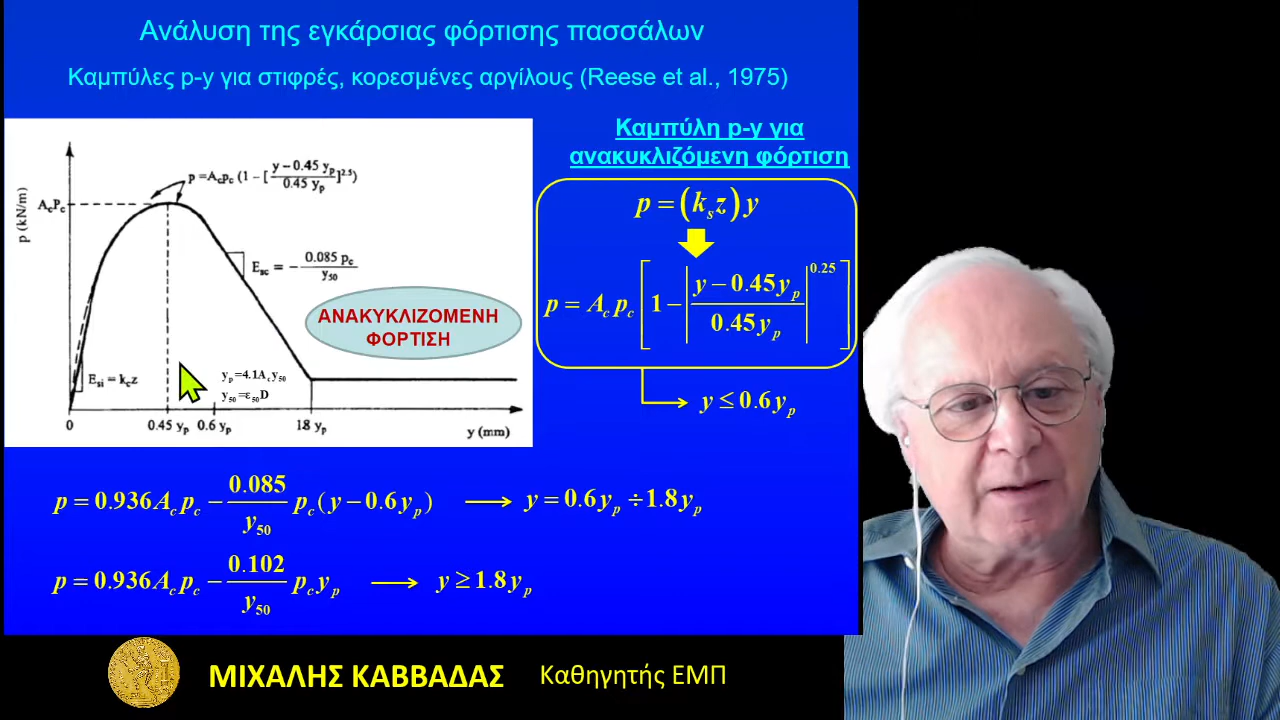 Ανάλυση της εγκάρσιας φόρτισης πασσάλων
Καμπύλες p-y για στιφρές, κορεσμένες αργίλους (Reese et al., 1975)
Καμπύλη p-y για
ανακυκλιζόμενη φόρτιση
p = (k_s z) y
p = A_c p_c [1 - |(y - 0.45 y_p) / (0.45 y_p)|^0.25]
y ≤ 0.6 y_p
p (kN/m)
A_c P_c
p = A_c p_c (1 - [(y - 0.45 y_p) / (0.45 y_p)]^2.5)
E_sc = - (0.085 p_c) / y_50
ΑΝΑΚΥΚΛΙΖΟΜΕΝΗ
ΦΟΡΤΙΣΗ
E_si = k_c z
y_p = 4.1 A_c y_50
y_50 = ε_50 D
0 0.45 y_p 0.6 y_p 18 y_p y (mm)
p = 0.936 A_c p_c - (0.085 / y_50) p_c (y - 0.6 y_p) → y = 0.6 y_p ÷ 1.8 y_p
p = 0.936 A_c p_c - (0.102 / y_50) p_c y_p → y ≥ 1.8 y_p
ΜΙΧΑΛΗΣ ΚΑΒΒΑΔΑΣ Καθηγητής ΕΜΠ